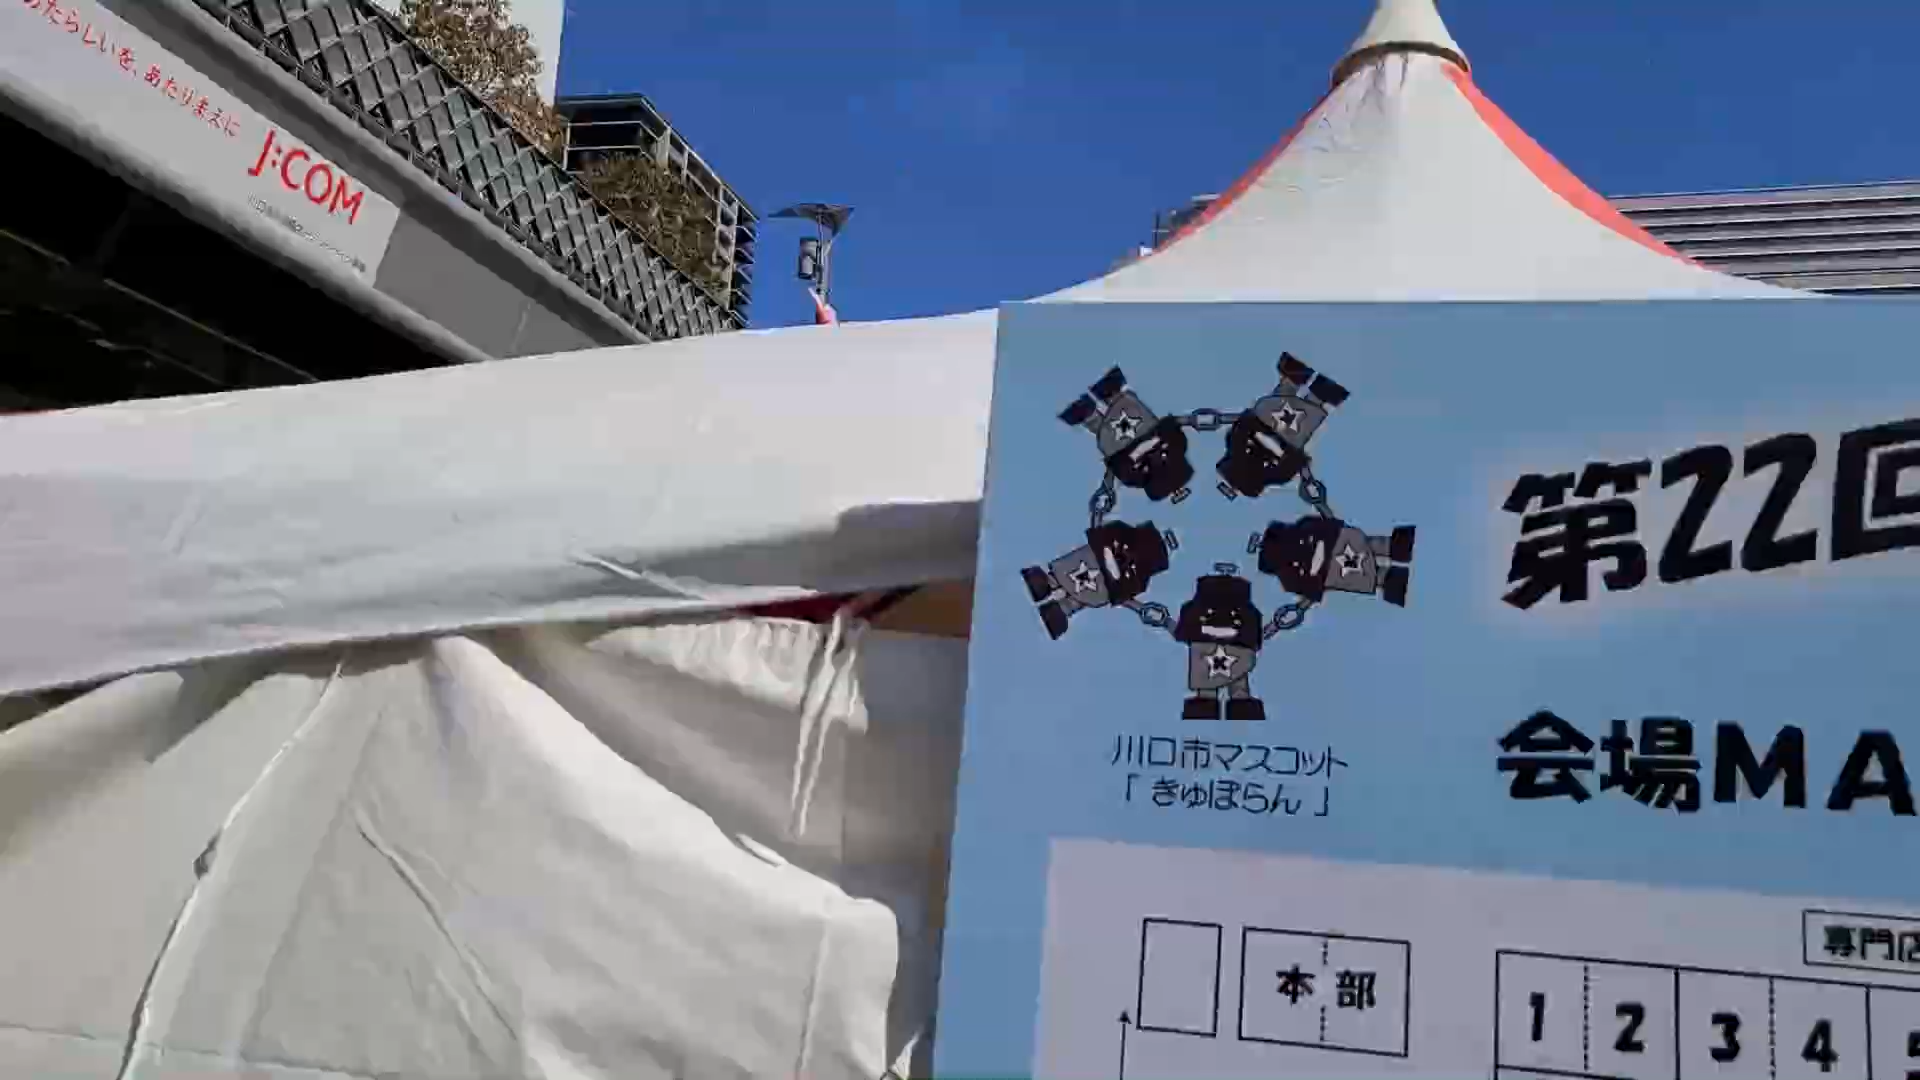 あたらしいを、あたりまえに
J:COM
第22回
川口市マスコット
「きゅぽらん」
会場MA
専門店
本部
1 2 3 4